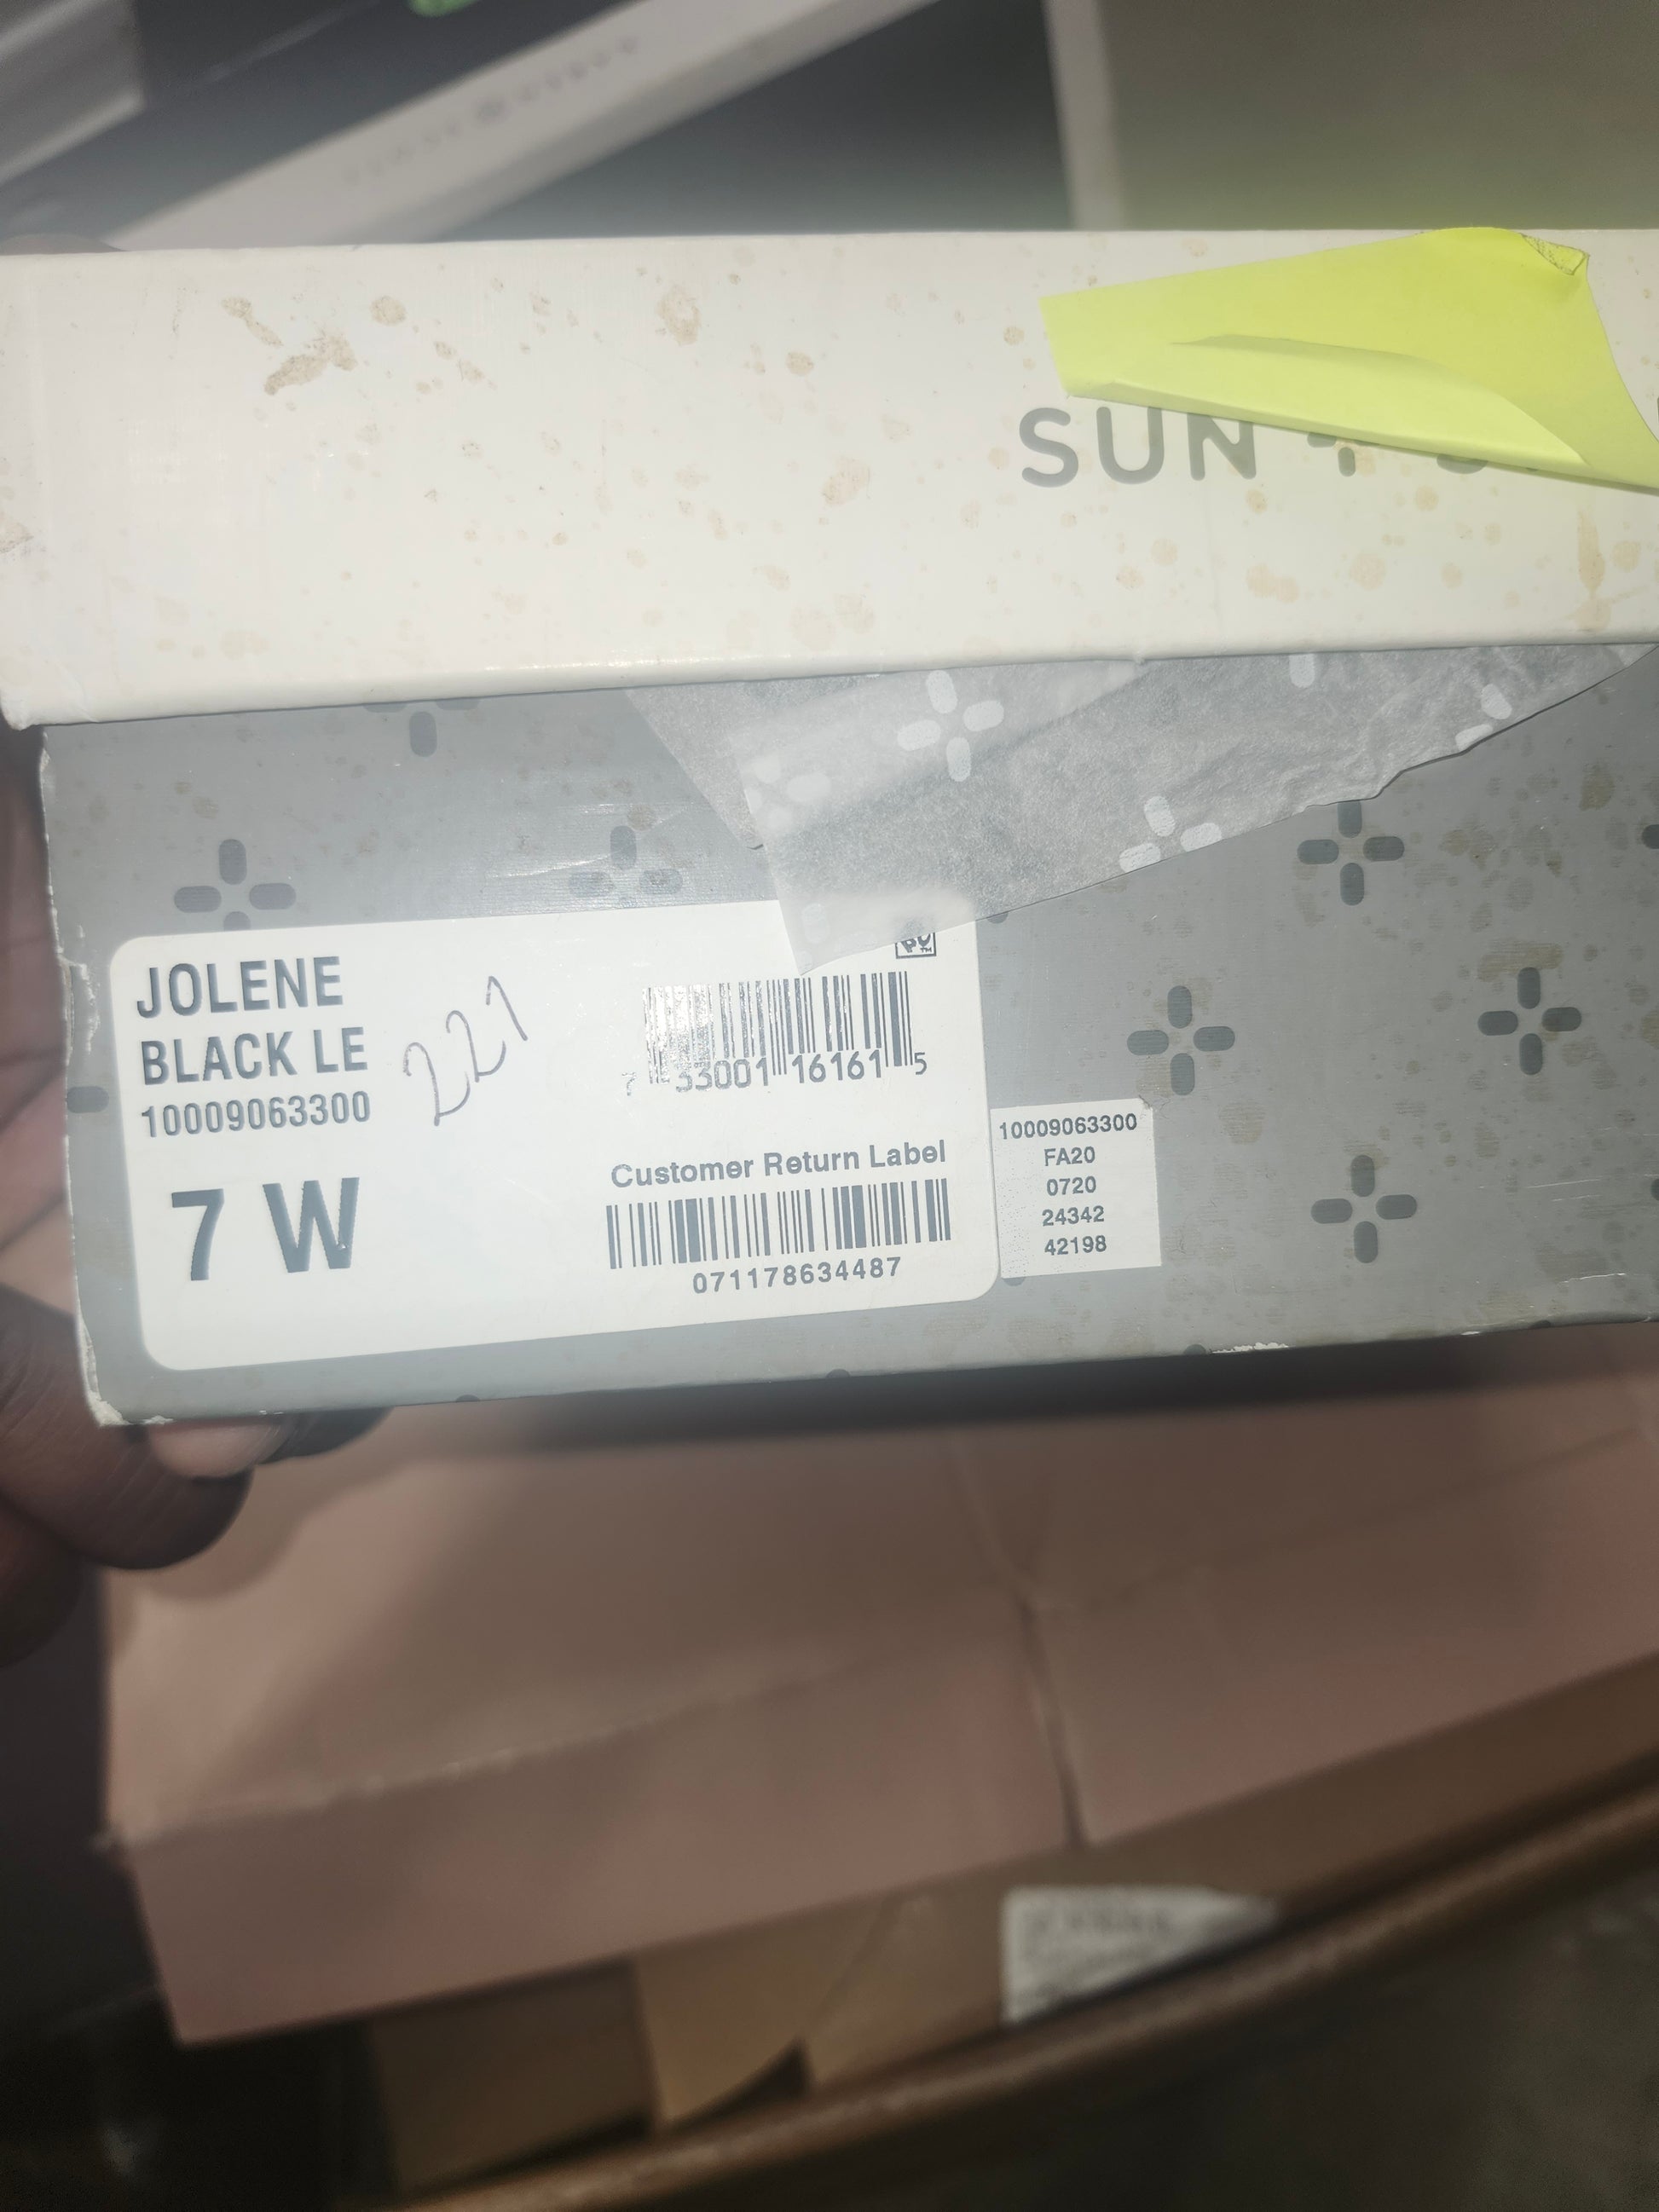 SUN + S
JOLENE
BLACK LE
10009063300
221
7 W
7 33001 16161 5
Customer Return Label
071178634487
10009063300
FA20
0720
24342
42198